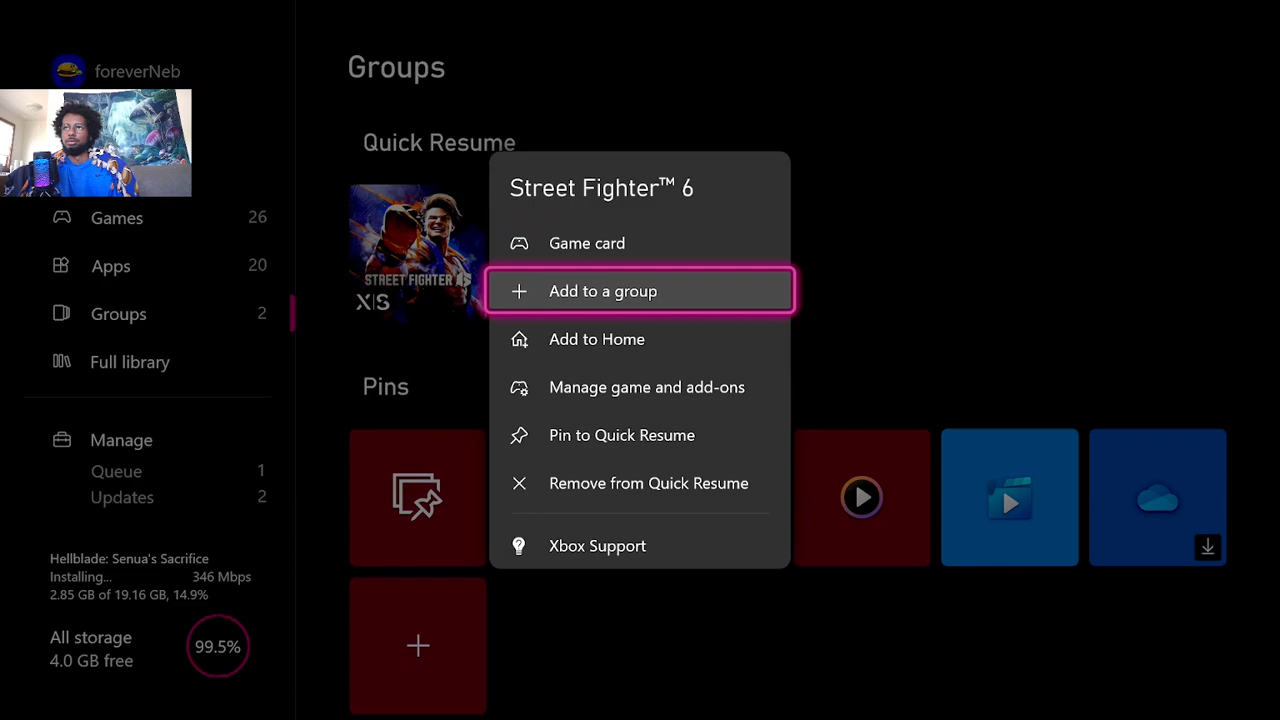 foreverNeb
Games 26
Apps 20
Groups 2
Full library
Manage
Queue 1
Updates 2
Hellblade: Senua's Sacrifice
Installing... 346 Mbps
2.85 GB of 19.16 GB, 14.9%
All storage
4.0 GB free
99.5%
Groups
Quick Resume
STREET FIGHTER 6
X|S
Pins
Street Fighter™ 6
Game card
Add to a group
Add to Home
Manage game and add-ons
Pin to Quick Resume
Remove from Quick Resume
Xbox Support